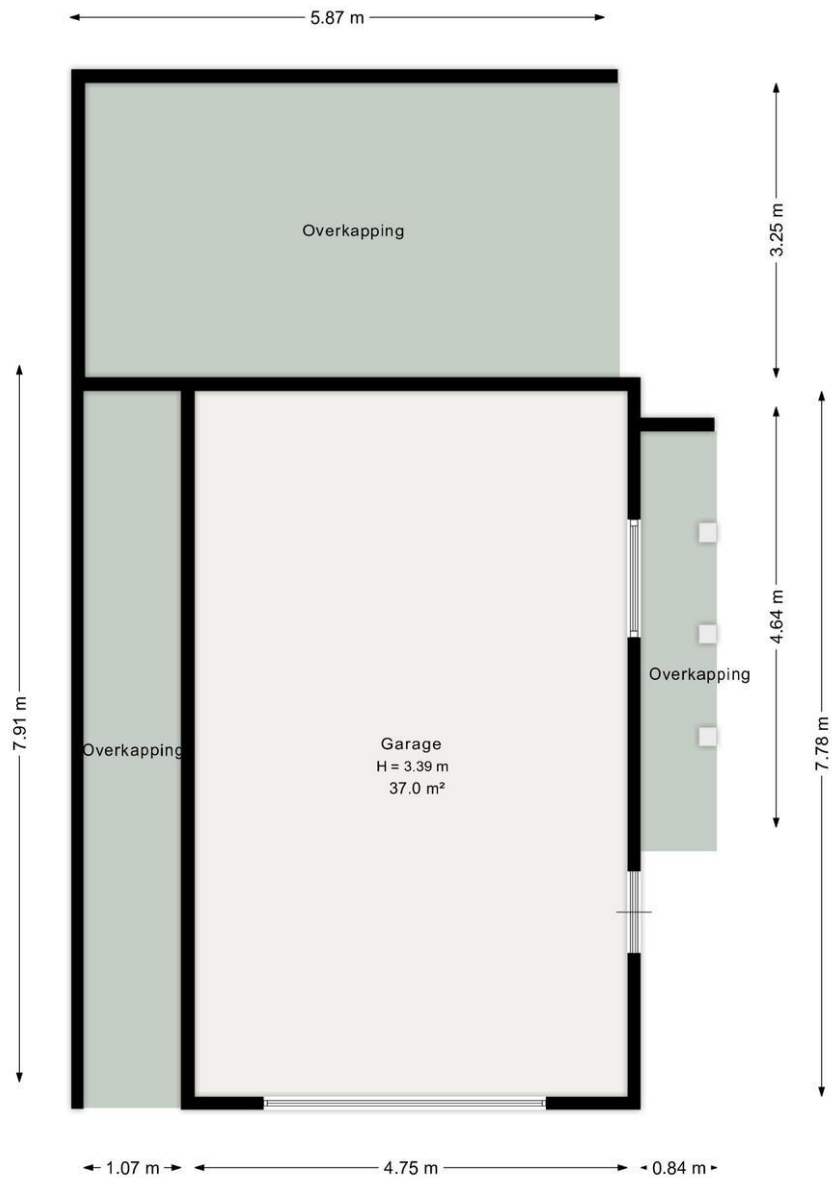 5.87 m
Overkapping
3.25 m
4.64 m
Overkapping
7.91 m
7.78 m
Overkapping
Garage
H = 3.39 m
37.0 m²
1.07 m
4.75 m
0.84 m